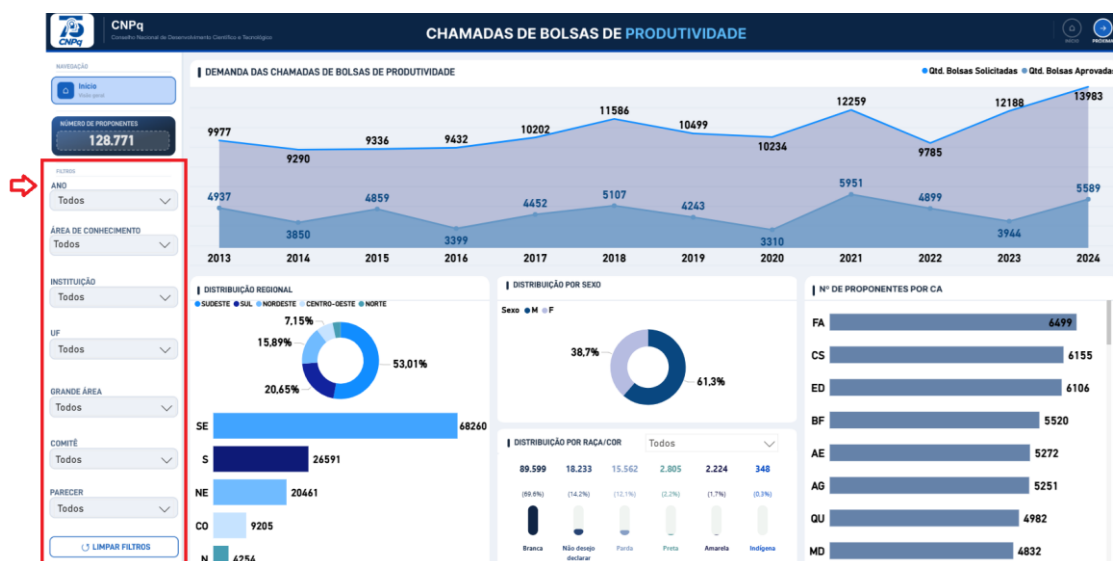 CNPq
CNPq
Conselho Nacional de Desenvolvimento Científico e Tecnológico
CHAMADAS DE BOLSAS DE PRODUTIVIDADE
INÍCIO
PRÓXIMA
NAVEGAÇÃO
Início
Visão geral
NÚMERO DE PROPONENTES
128.771
FILTROS
ANO
Todos
ÁREA DE CONHECIMENTO
Todos
INSTITUIÇÃO
Todos
UF
Todos
GRANDE ÁREA
Todos
COMITÊ
Todos
PARECER
Todos
LIMPAR FILTROS
DEMANDA DAS CHAMADAS DE BOLSAS DE PRODUTIVIDADE
Qtd. Bolsas Solicitadas Qtd. Bolsas Aprovadas
9977 9290 9336 9432 10202 11586 10499 10234 12259 9785 12188 13983
4937 3850 4859 3399 4452 5107 4243 3310 5951 4899 3944 5589
2013 2014 2015 2016 2017 2018 2019 2020 2021 2022 2023 2024
DISTRIBUIÇÃO REGIONAL
SUDESTE SUL NORDESTE CENTRO-OESTE NORTE
7,15%
15,89%
53,01%
20,65%
SE 68260
S 26591
NE 20461
CO 9205
N 4254
DISTRIBUIÇÃO POR SEXO
Sexo M F
38,7%
61,3%
DISTRIBUIÇÃO POR RAÇA/COR Todos
89.599 18.233 15.562 2.805 2.224 348
(69,6%) (14,2%) (12,1%) (2,2%) (1,7%) (0,3%)
Branca Não desejo declarar Parda Preta Amarela Indígena
Nº DE PROPONENTES POR CA
FA 6499
CS 6155
ED 6106
BF 5520
AE 5272
AG 5251
QU 4982
MD 4832